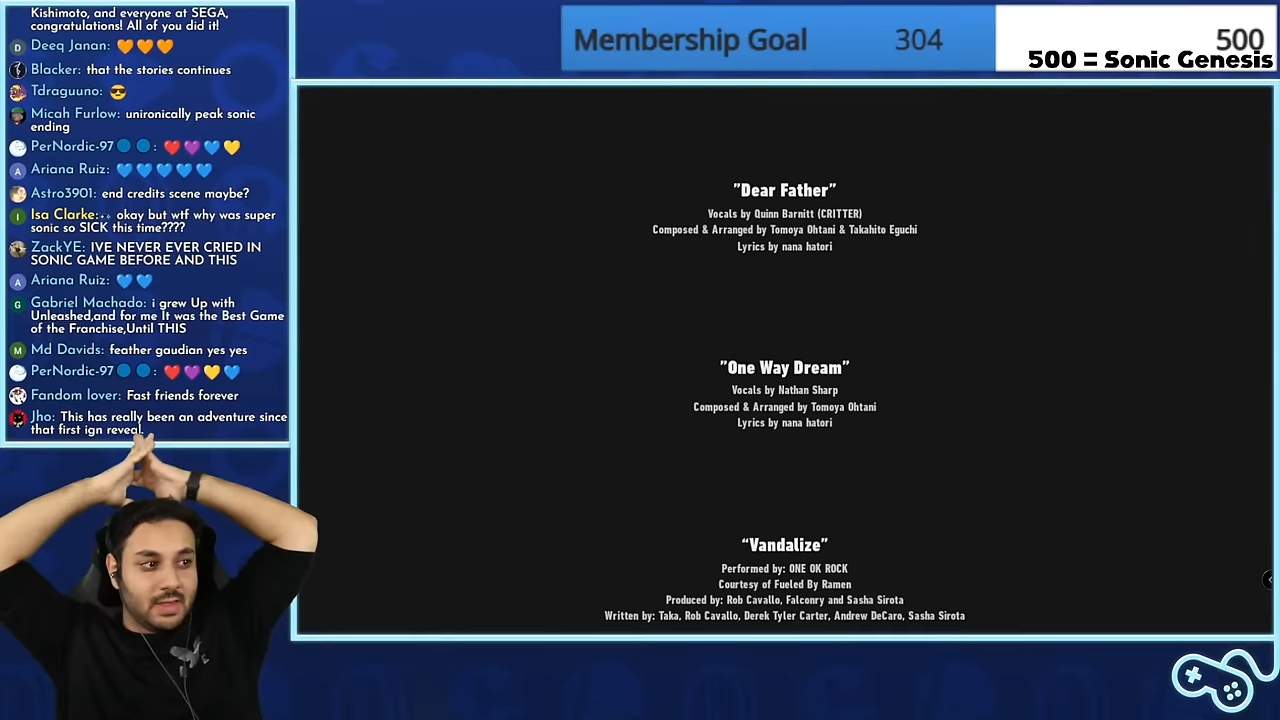 Kishimoto, and everyone at SEGA,
congratulations! All of you did it!
D Deeq Janan: 🧡🧡🧡
Blacker: that the stories continues
Tdraguuno: 😎
Micah Furlow: unironically peak sonic
ending
PerNordic-97🔵🔵: ❤️💜💙💛
A Ariana Ruiz: 💙💙💙💙💙
Astro3901: end credits scene maybe?
I Isa Clarke: okay but wtf why was super
sonic so SICK this time????
ZackYE: IVE NEVER EVER CRIED IN
SONIC GAME BEFORE AND THIS
A Ariana Ruiz: 💙💙
G Gabriel Machado: i grew Up with
Unleashed,and for me It was the Best Game
of the Franchise,Until THIS
M Md Davids: feather gaudian yes yes
PerNordic-97🔵🔵: ❤️💜💛💙
Fandom lover: Fast friends forever
Jho: This has really been an adventure since
that first ign reveal.
Membership Goal 304 500
500 = Sonic Genesis
"Dear Father"
Vocals by Quinn Barnitt (CRITTER)
Composed & Arranged by Tomoya Ohtani & Takahito Eguchi
Lyrics by nana hatori
"One Way Dream"
Vocals by Nathan Sharp
Composed & Arranged by Tomoya Ohtani
Lyrics by nana hatori
“Vandalize”
Performed by: ONE OK ROCK
Courtesy of Fueled By Ramen
Produced by: Rob Cavallo, Falconry and Sasha Sirota
Written by: Taka, Rob Cavallo, Derek Tyler Carter, Andrew DeCaro, Sasha Sirota